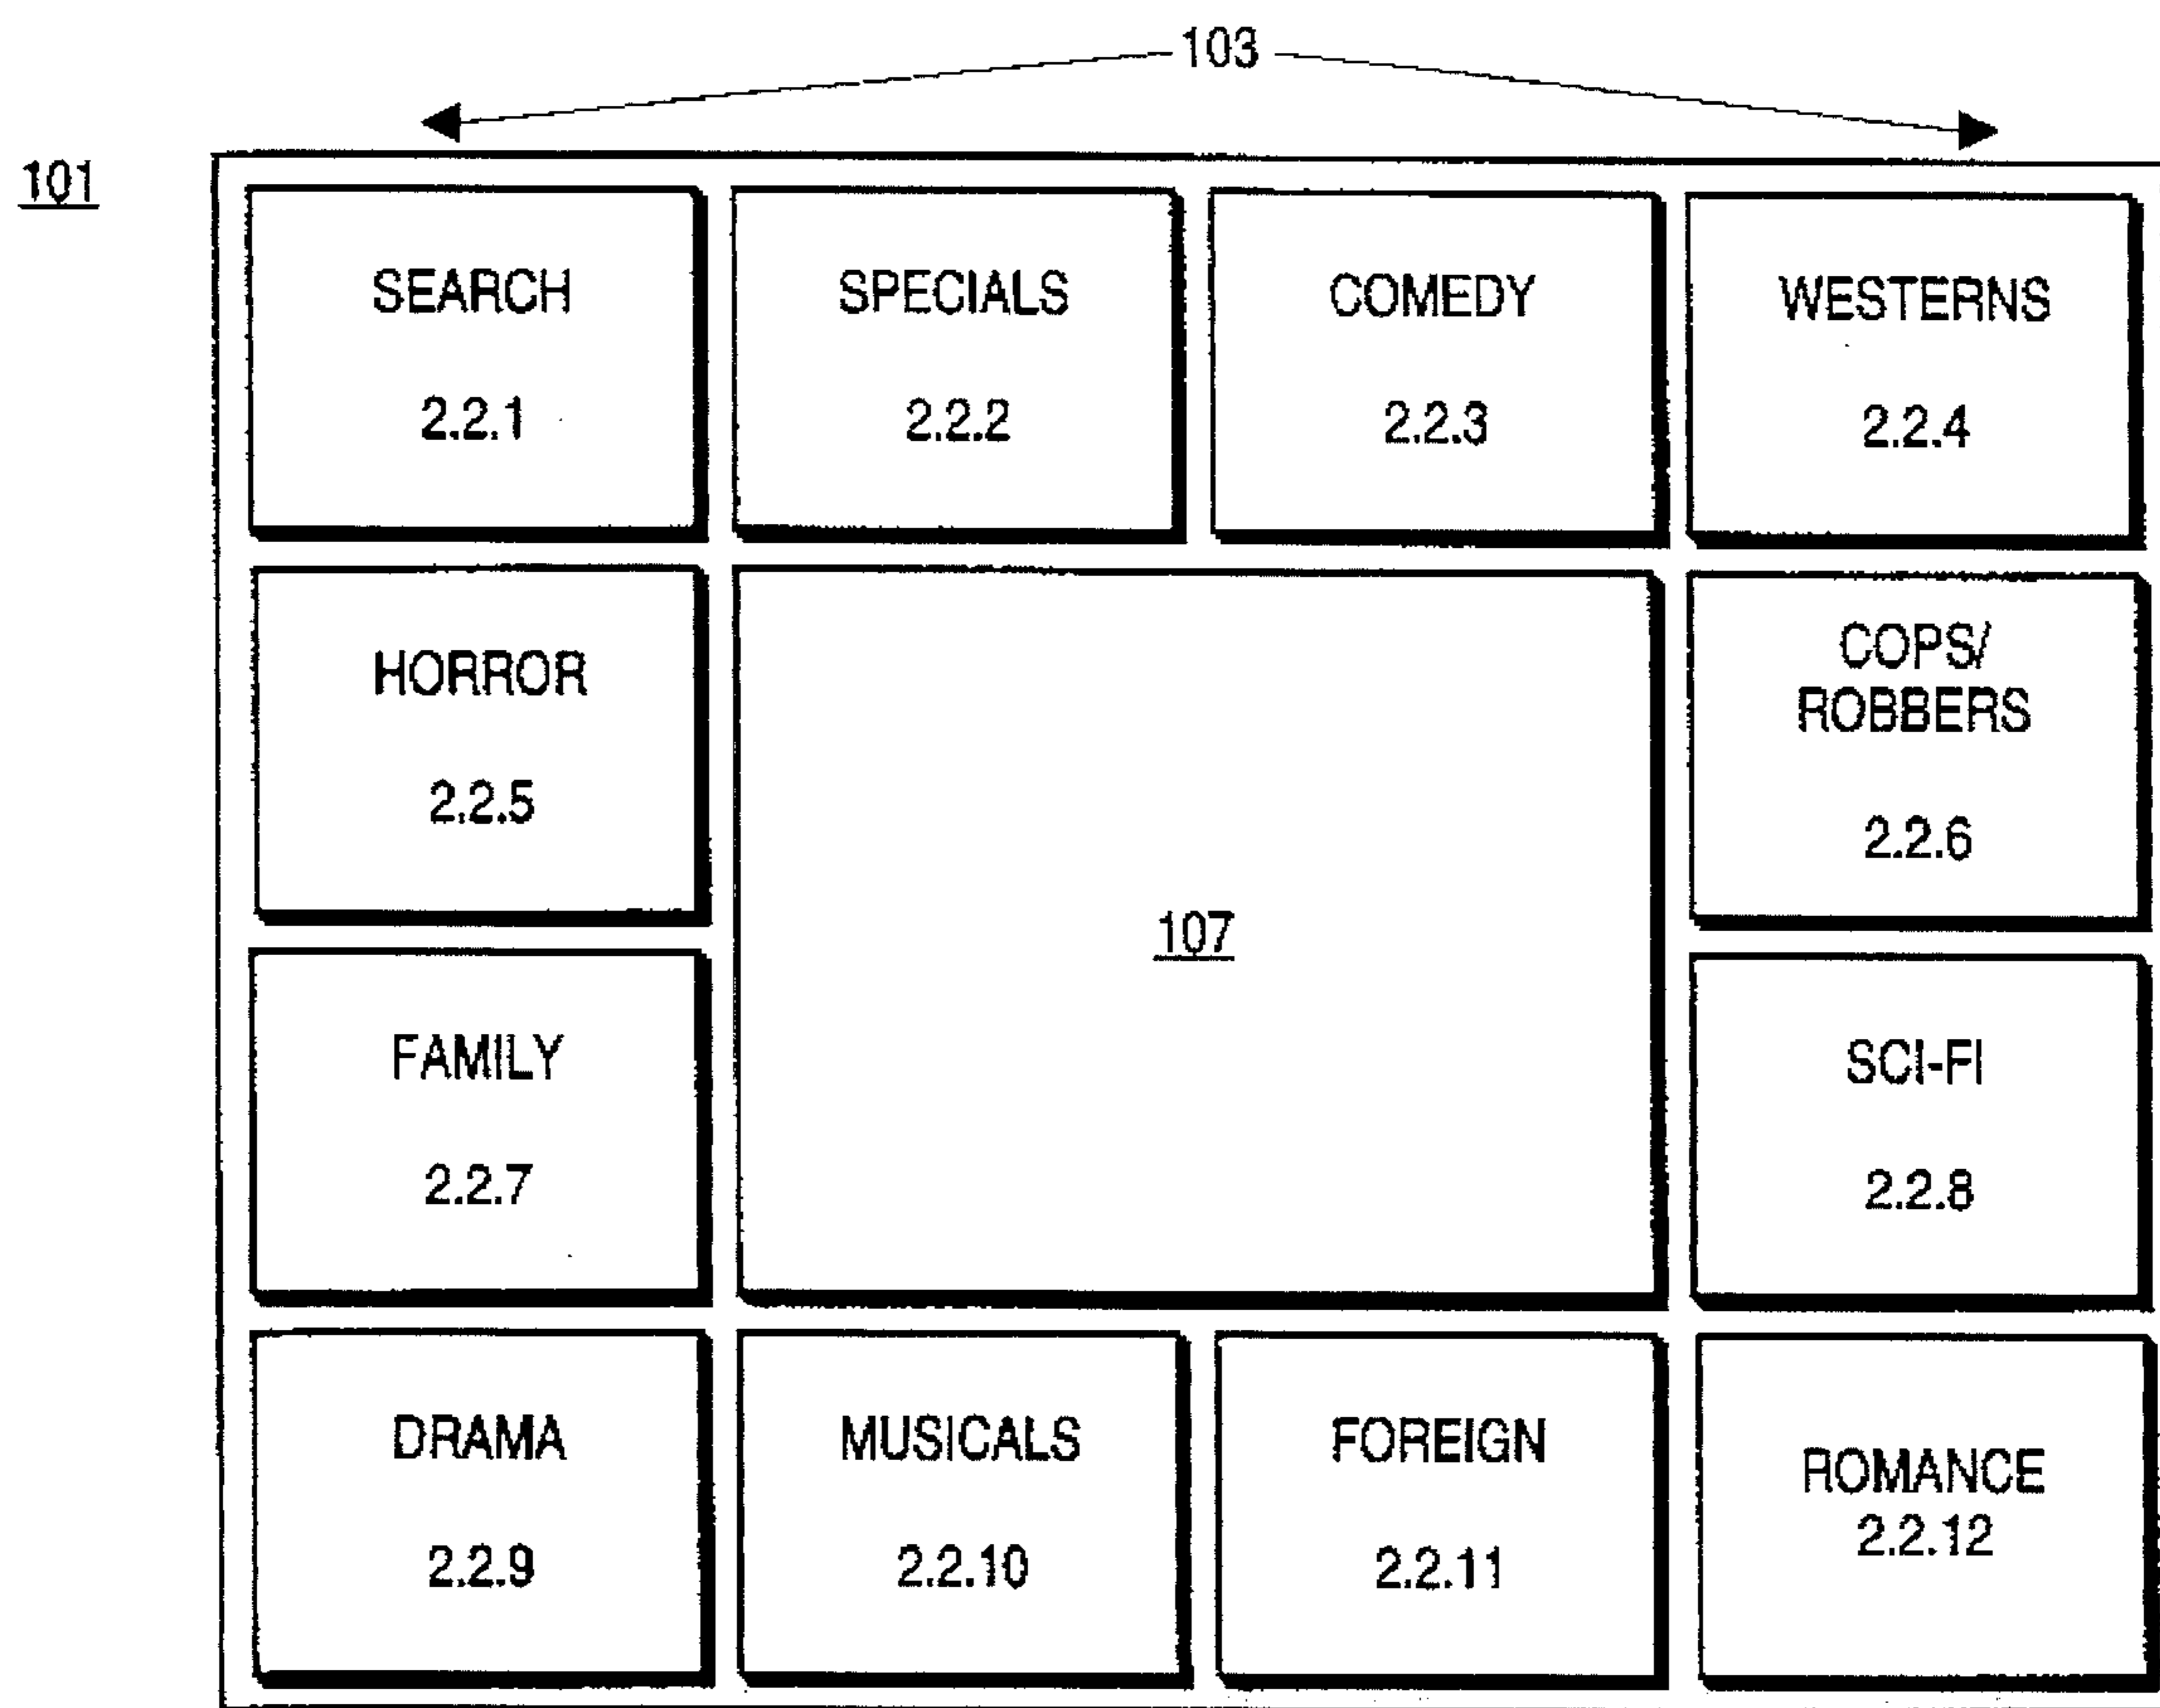 103
101
SEARCH
2.2.1
SPECIALS
2.2.2
COMEDY
2.2.3
WESTERNS
2.2.4
HORROR
2.2.5
107
COPS/
ROBBERS
2.2.6
FAMILY
2.2.7
SCI-FI
2.2.8
DRAMA
2.2.9
MUSICALS
2.2.10
FOREIGN
2.2.11
ROMANCE
2.2.12